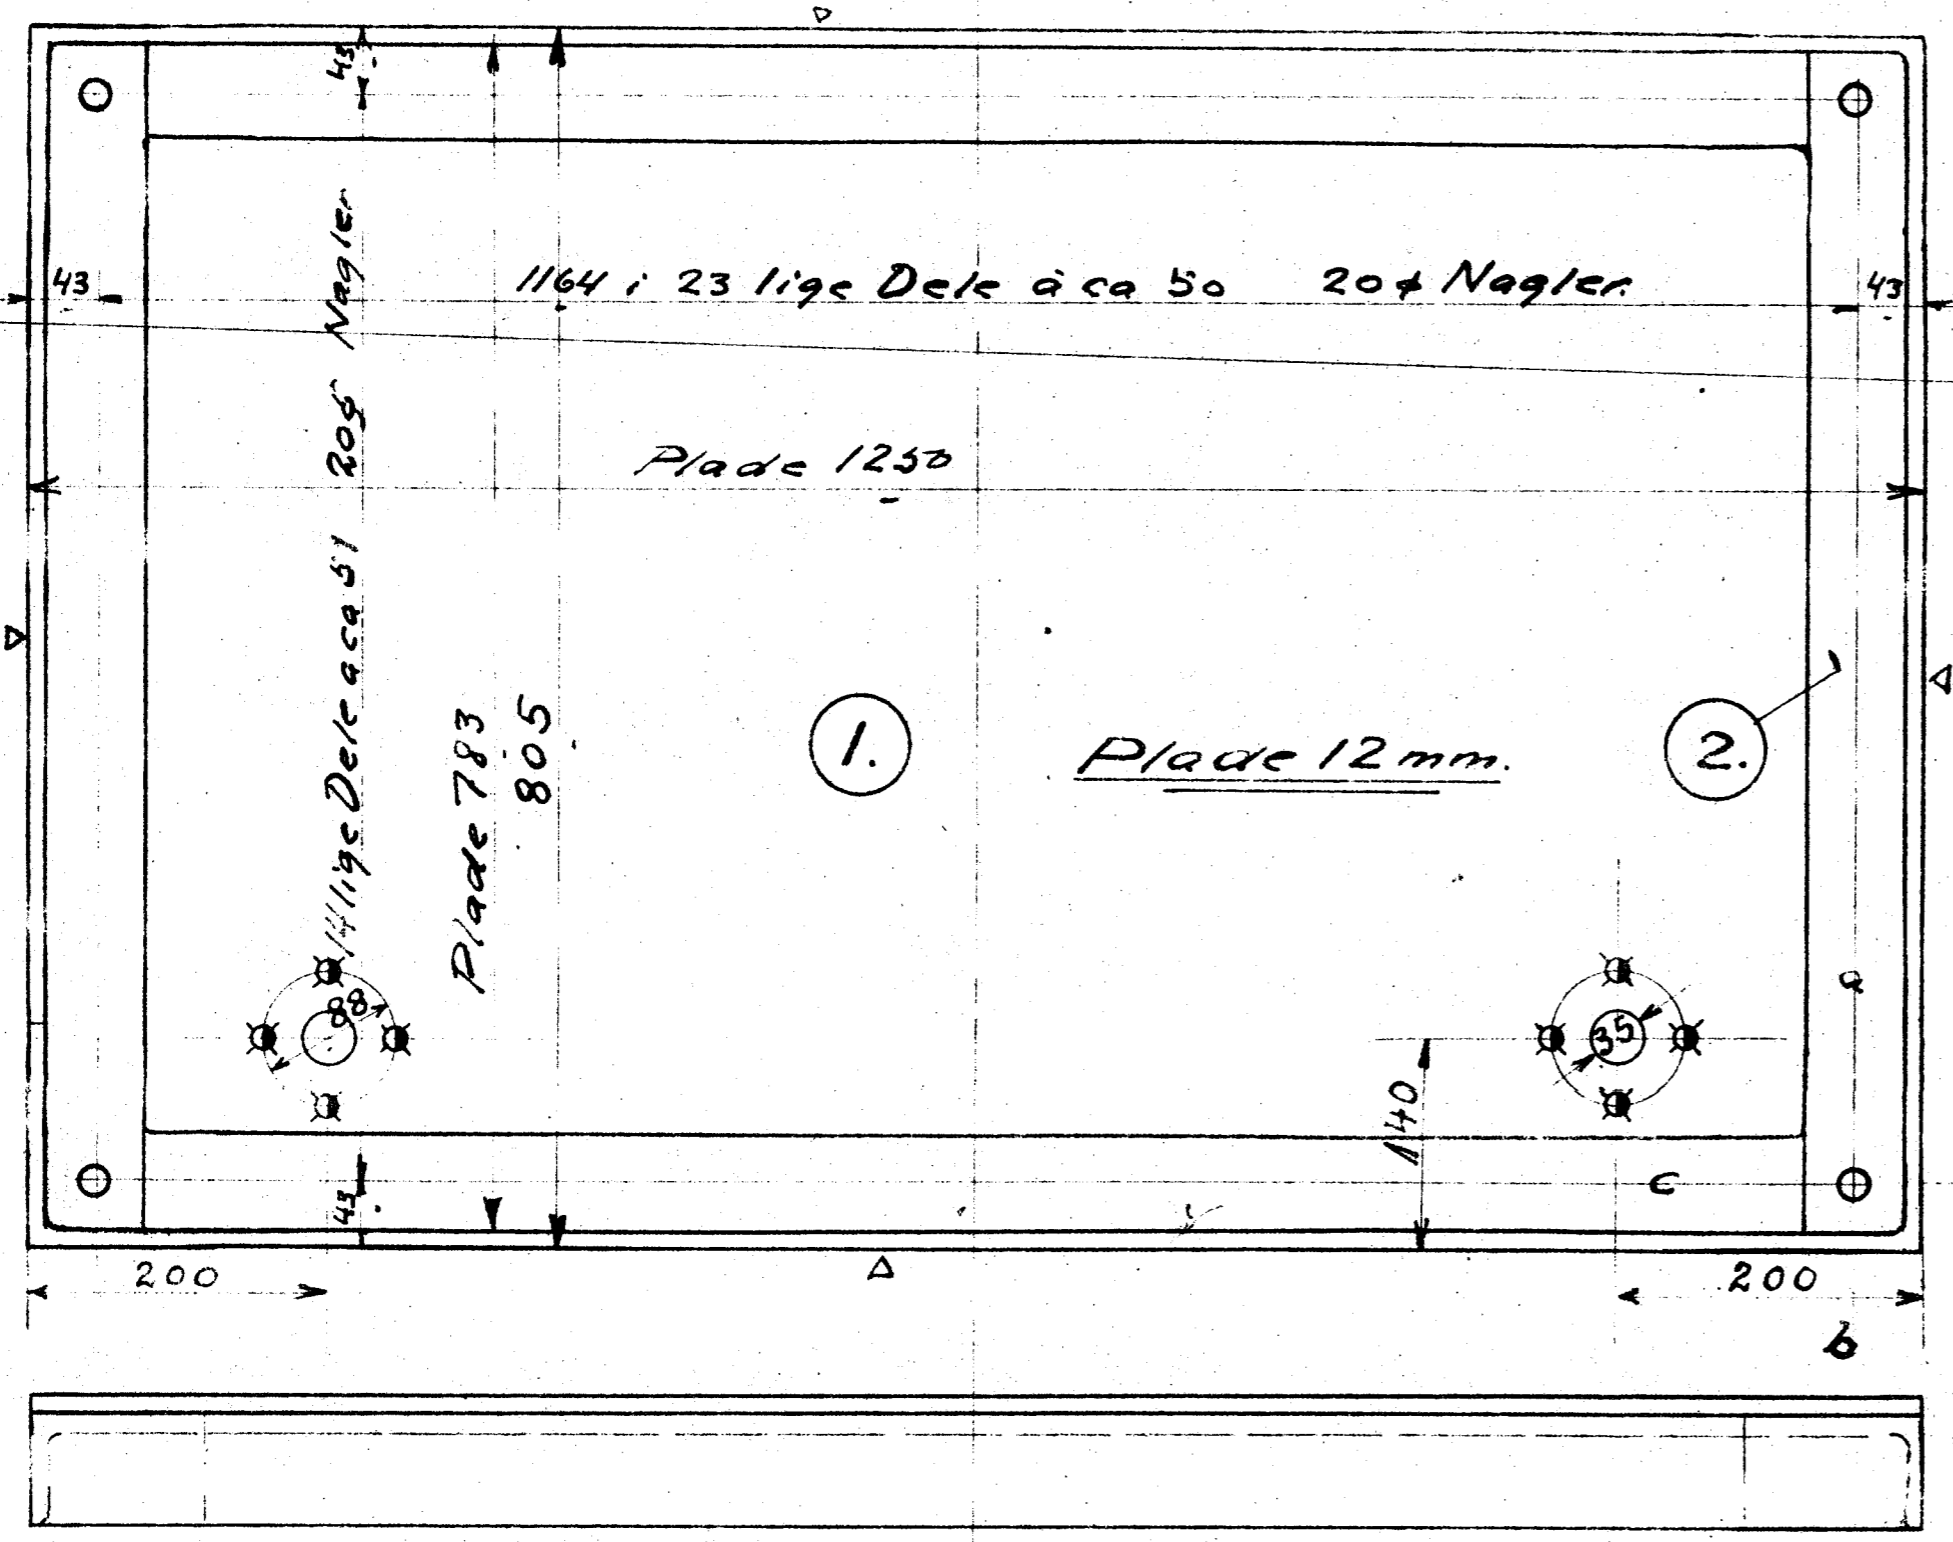 43
43
1164 i 23 lige Dele à ca 50 20⌀ Nagler.
43
14 lige Dele a ca 51 20⌀ Nagler
Plade 1250
Plade 783
805
1.
Plade 12 mm.
2.
a
88
35
140
43
c
200
200
b